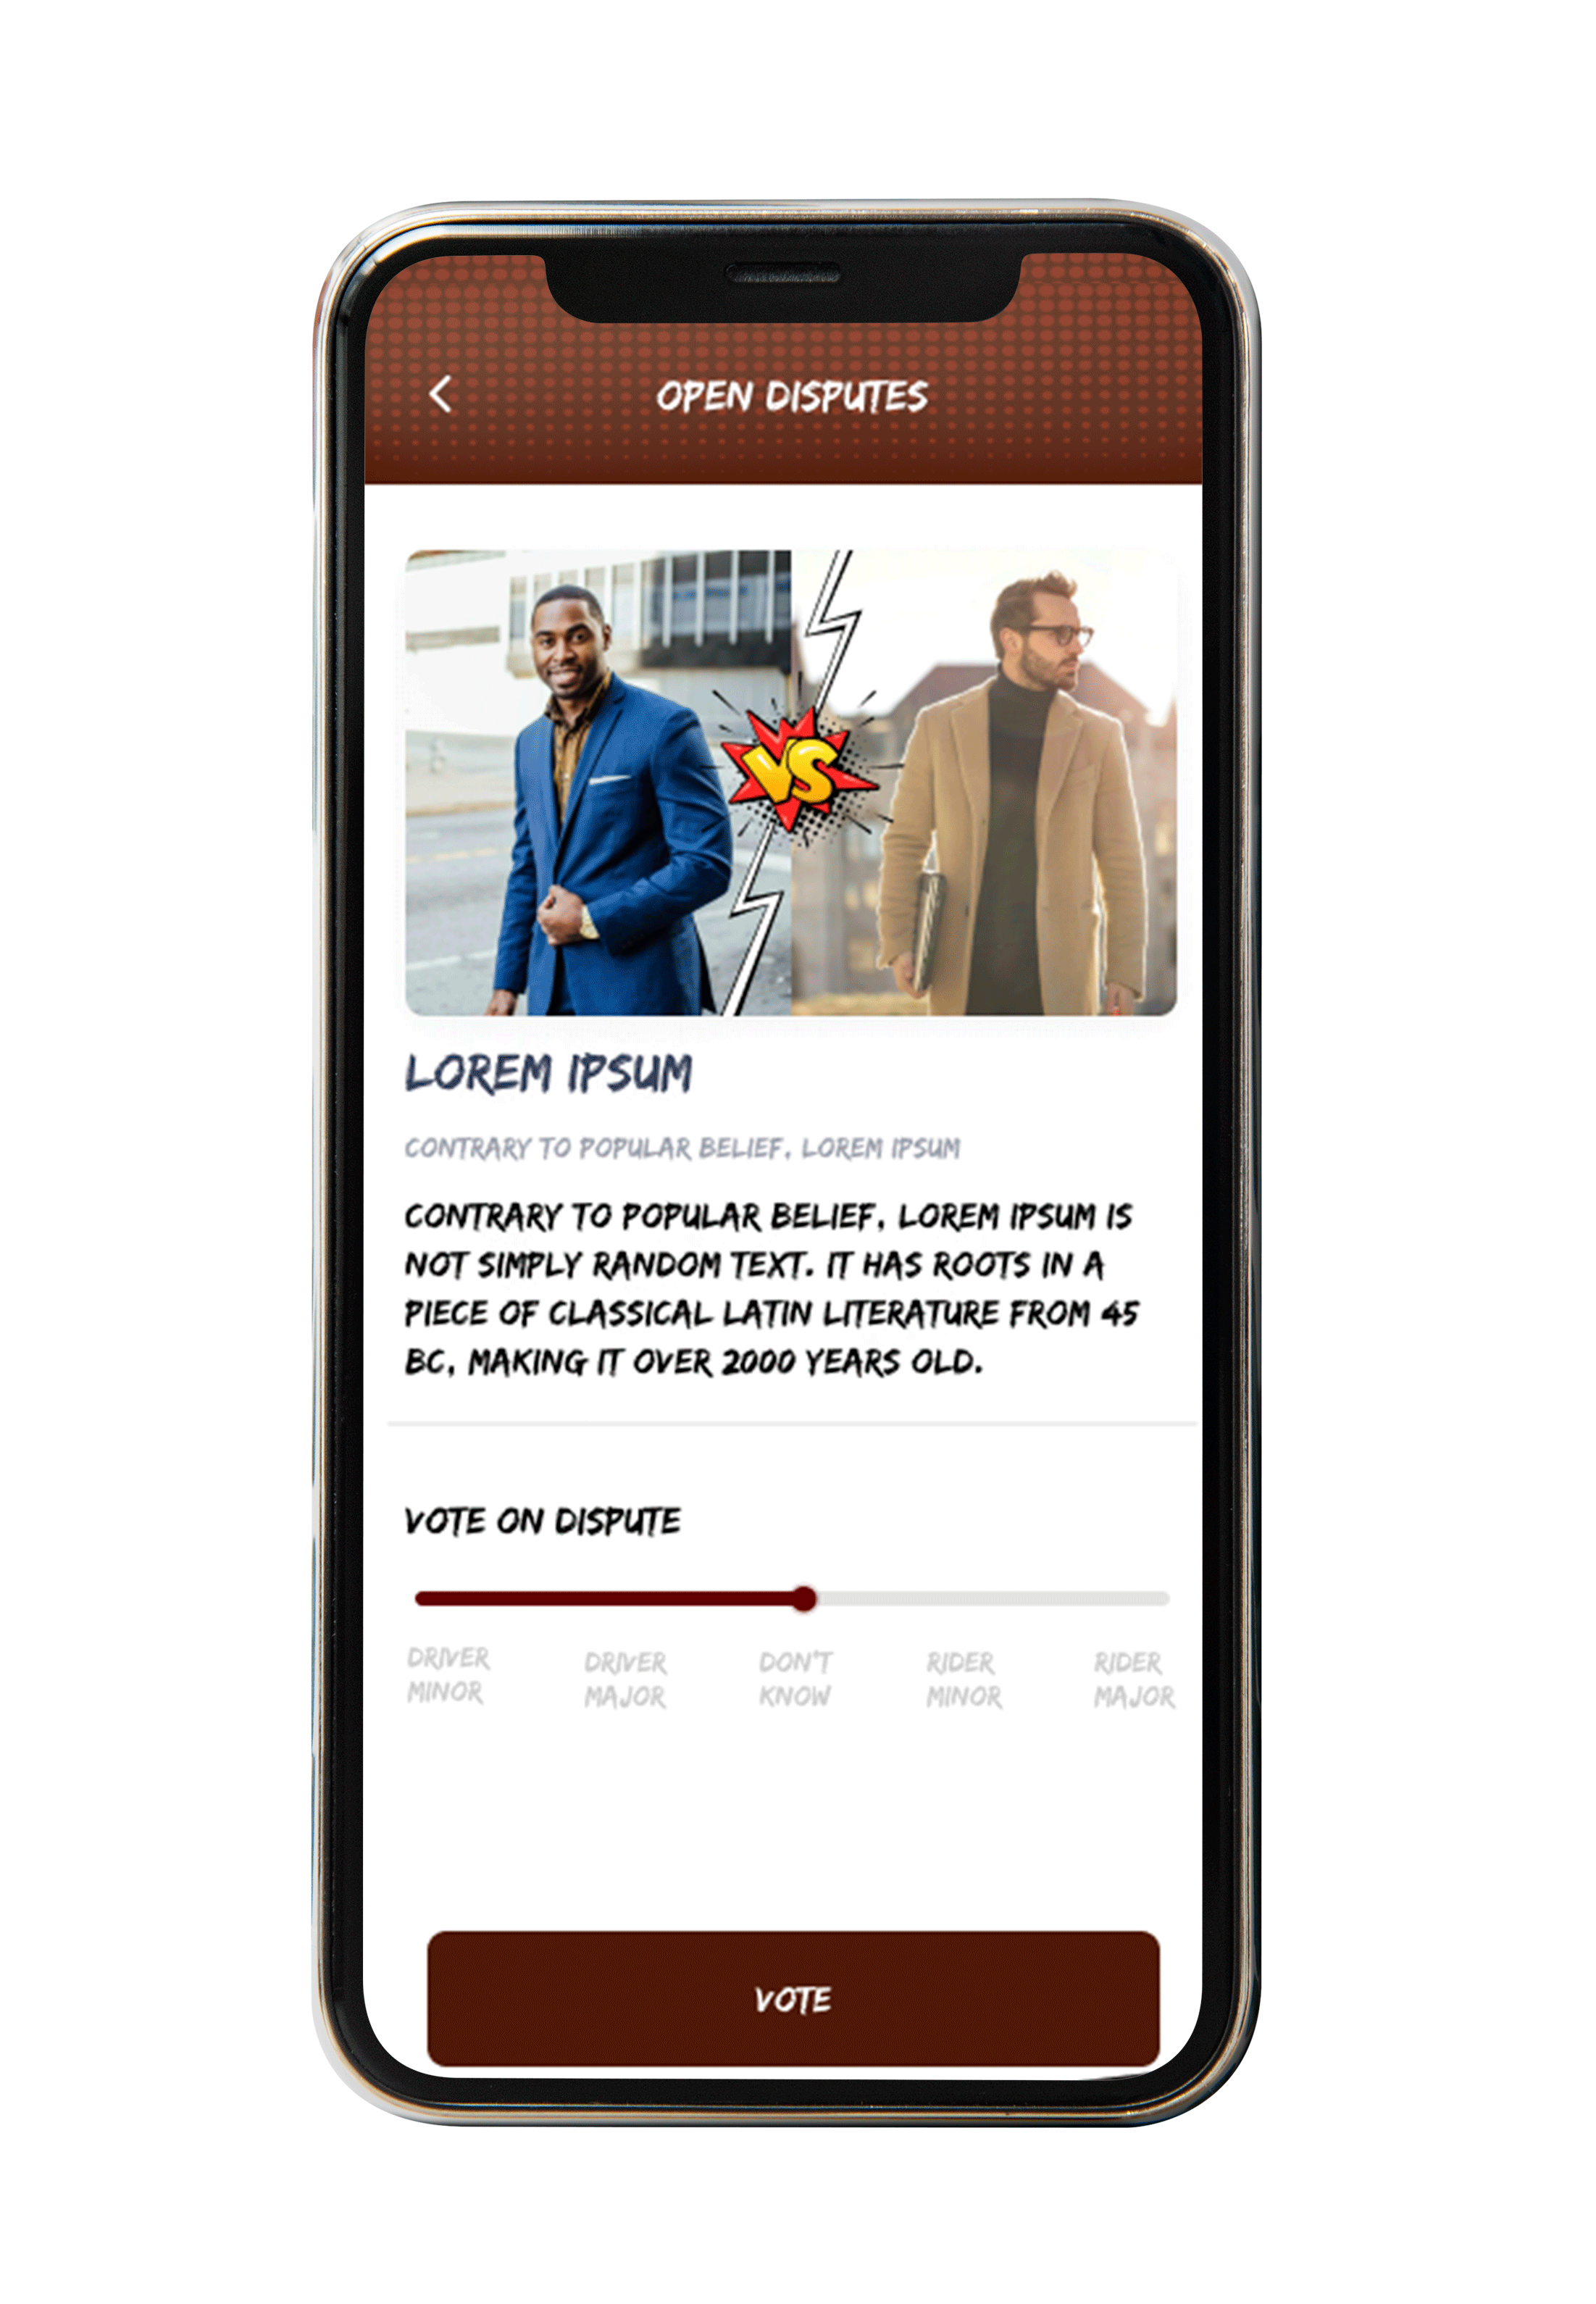 OPEN DISPUTES
VS
LOREM IPSUM
CONTRARY TO POPULAR BELIEF, LOREM IPSUM
CONTRARY TO POPULAR BELIEF, LOREM IPSUM IS
NOT SIMPLY RANDOM TEXT. IT HAS ROOTS IN A
PIECE OF CLASSICAL LATIN LITERATURE FROM 45
BC, MAKING IT OVER 2000 YEARS OLD.
VOTE ON DISPUTE
DRIVER MINOR
DRIVER MAJOR
DON'T KNOW
RIDER MINOR
RIDER MAJOR
VOTE